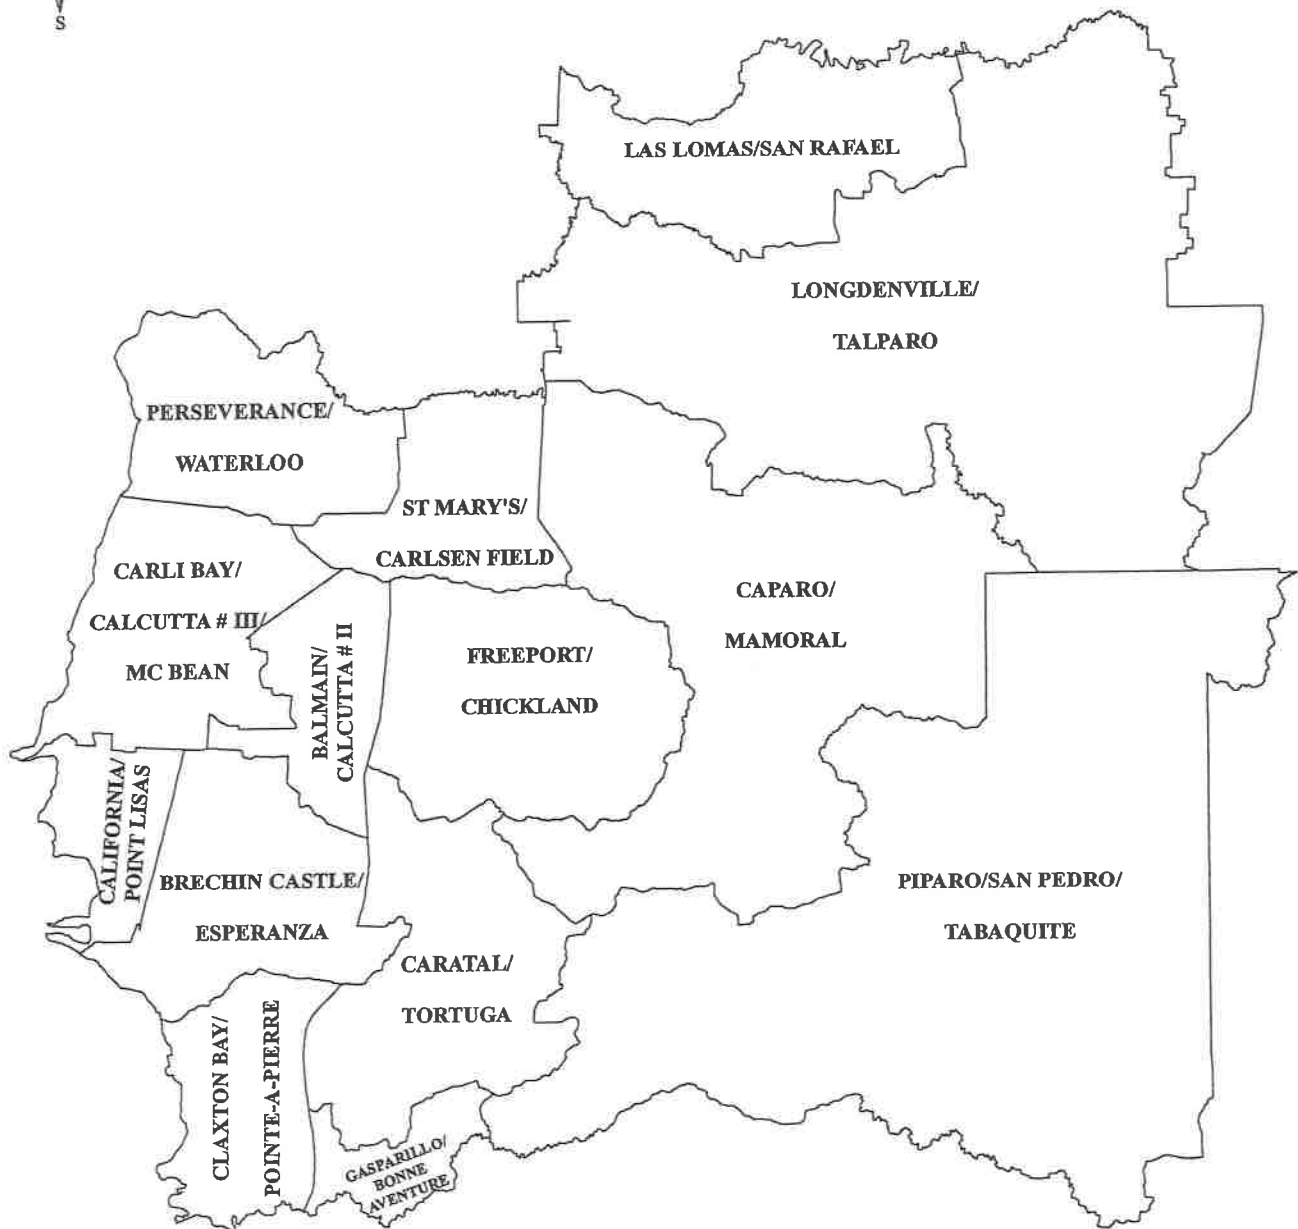 S
LAS LOMAS/SAN RAFAEL
LONGDENVILLE/
TALPARO
PERSEVERANCE/
WATERLOO
ST MARY'S/
CARLSEN FIELD
CARLI BAY/
CALCUTTA # III/
MC BEAN
BALMAIN/
CALCUTTA # II
FREEPORT/
CHICKLAND
CAPARO/
MAMORAL
CALIFORNIA/
POINT LISAS
BRECHIN CASTLE/
ESPERANZA
PIPARO/SAN PEDRO/
TABAQUITE
CARATAL/
TORTUGA
CLAXTON BAY/
POINTE-A-PIERRE
GASPARILLO/
BONNE
AVENTURE